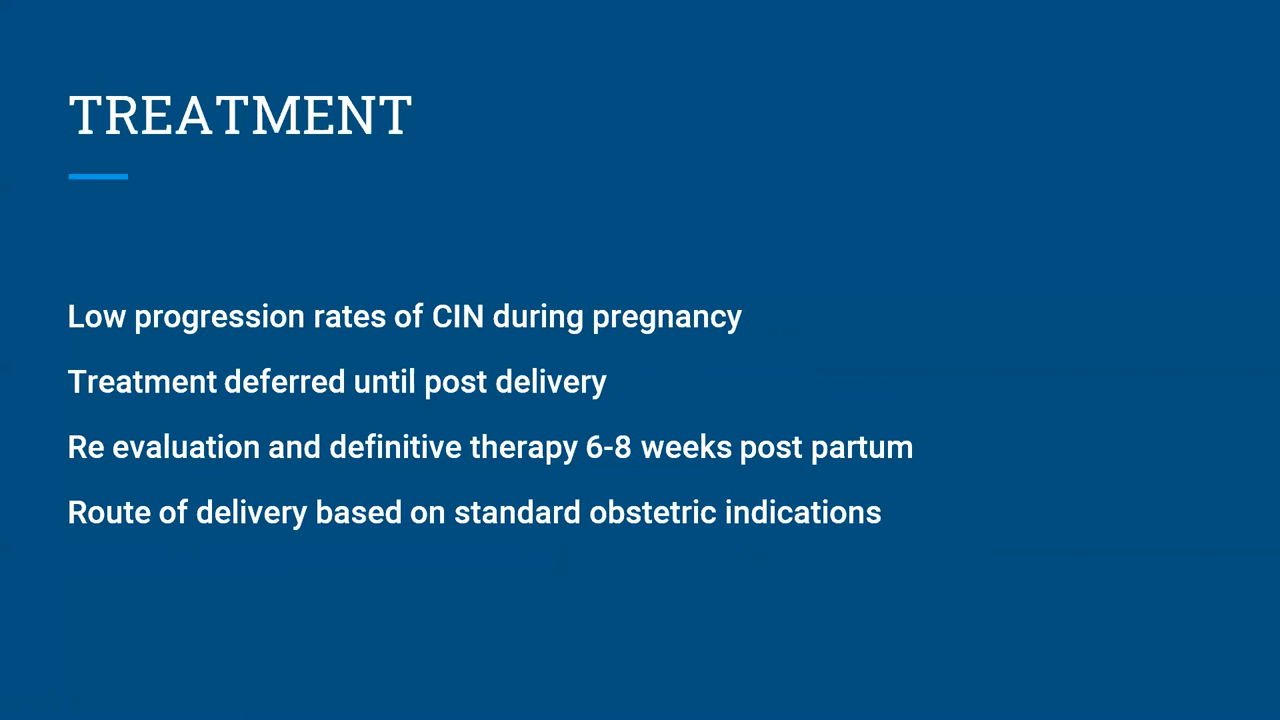 TREATMENT
Low progression rates of CIN during pregnancy
Treatment deferred until post delivery
Re evaluation and definitive therapy 6-8 weeks post partum
Route of delivery based on standard obstetric indications